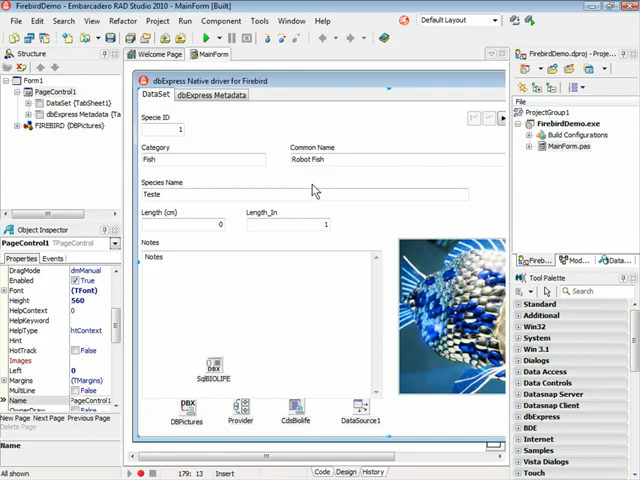 FirebirdDemo - Embarcadero RAD Studio 2010 - MainForm [Built]
File Edit Search View Refactor Project Run Component Tools Window Help
Default Layout
Structure
Welcome Page MainForm
FirebirdDemo.dproj - Projec...
Form1
PageControl1
DataSet {TabSheet1}
dbExpress Metadata {Ta
FIREBIRD {DBPictures}
dbExpress Native driver for Firebird
DataSet dbExpress Metadata
Specie ID
1
Category
Common Name
Fish
Robot Fish
Species Name
Teste
Length (cm)
Length_In
0
1
Notes
Notes
SqlBIOLIFE
DBX
DBPictures
Provider
CdsBiolife
DataSource1
File
ProjectGroup1
FirebirdDemo.exe
Build Configurations
MainForm.pas
Fireb... Mod... Data...
Tool Palette
Search
Standard
Additional
Win32
System
Win 3.1
Dialogs
Data Access
Data Controls
Datasnap Server
Datasnap Client
dbExpress
BDE
Internet
Samples
Vista Dialogs
Touch
Object Inspector
PageControl1 TPageControl
Properties Events
DragMode dmManual
Enabled True
Font (TFont)
Height 560
HelpContext 0
HelpKeyword
HelpType htContext
Hint
HotTrack False
Images
Left 0
Margins (TMargins)
MultiLine False
Name PageControl1
OwnerDraw
New Page Next Page Previous Page
Delete Page
Name
All shown
179: 13 Insert
Code Design History